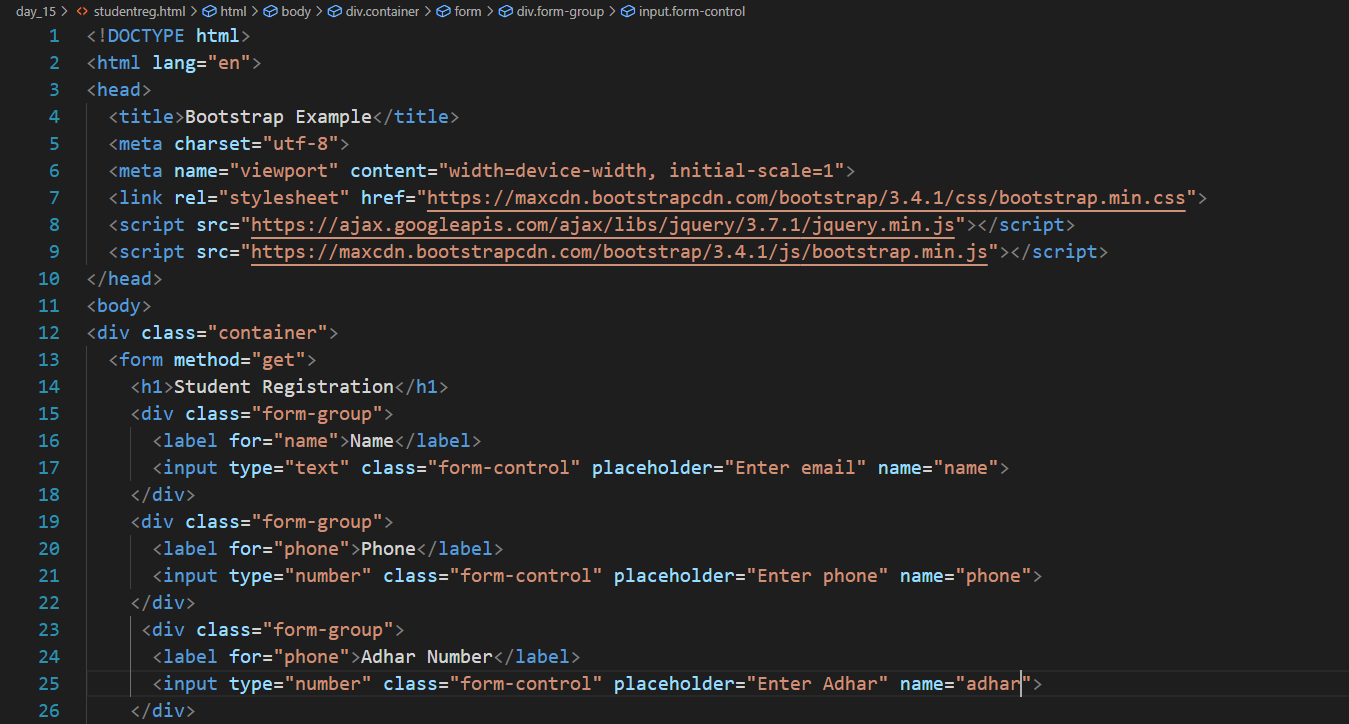 day_15 > <> studentreg.html > html > body > div.container > form > div.form-group > input.form-control
1 <!DOCTYPE html>
2 <html lang="en">
3 <head>
4 <title>Bootstrap Example</title>
5 <meta charset="utf-8">
6 <meta name="viewport" content="width=device-width, initial-scale=1">
7 <link rel="stylesheet" href="https://maxcdn.bootstrapcdn.com/bootstrap/3.4.1/css/bootstrap.min.css">
8 <script src="https://ajax.googleapis.com/ajax/libs/jquery/3.7.1/jquery.min.js"></script>
9 <script src="https://maxcdn.bootstrapcdn.com/bootstrap/3.4.1/js/bootstrap.min.js"></script>
10 </head>
11 <body>
12 <div class="container">
13 <form method="get">
14 <h1>Student Registration</h1>
15 <div class="form-group">
16 <label for="name">Name</label>
17 <input type="text" class="form-control" placeholder="Enter email" name="name">
18 </div>
19 <div class="form-group">
20 <label for="phone">Phone</label>
21 <input type="number" class="form-control" placeholder="Enter phone" name="phone">
22 </div>
23 <div class="form-group">
24 <label for="phone">Adhar Number</label>
25 <input type="number" class="form-control" placeholder="Enter Adhar" name="adhar">
26 </div>